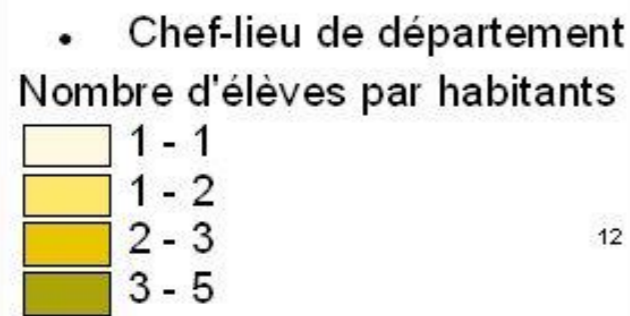 • Chef-lieu de département
Nombre d'élèves par habitants
1 - 1
1 - 2
2 - 3
12
3 - 5